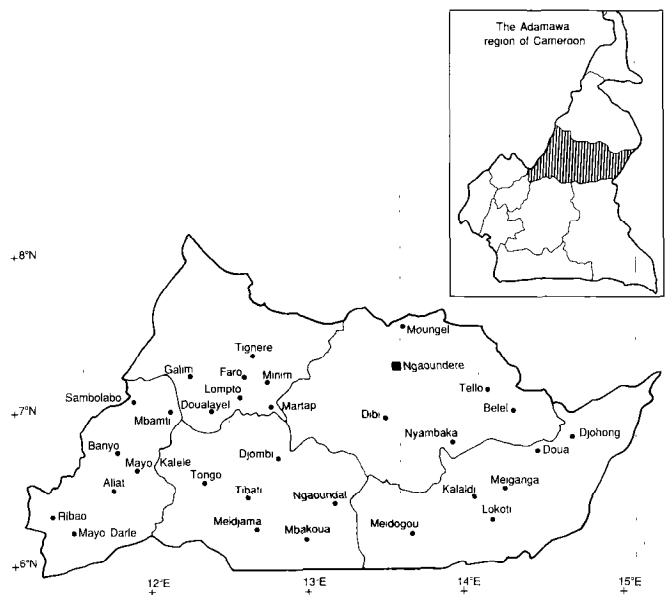 The Adamawa
region of Cameroon
8°N
Moungel
Tignere
Ngaoundere
Galim
Faro
Minim
Lompto
Tello
Sambolabo
Doualayel
Martap
Belel
7°N
Mbamti
Dibi
Djohong
Nyambaka
Doua
Banyo
Djombi
Mayo Kalele
Tongo
Meiganga
Aliat
Tibati
Ngaoundal
Kalaldi
Ribao
Lokoti
Mayo Darle
Meidjama
Mbakoua
Meidogou
6°N
12°E
13°E
14°E
15°E